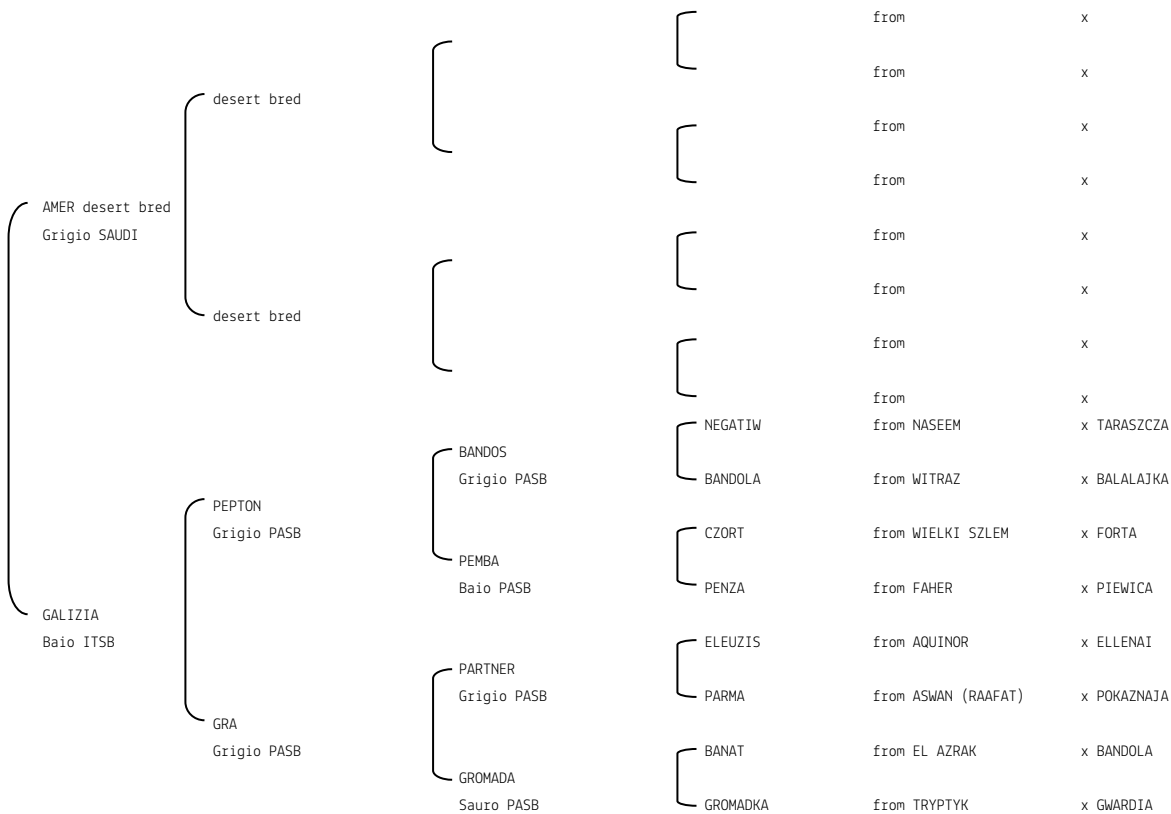 from x
from x
desert bred
from x
from x
AMER desert bred
Grigio SAUDI
from x
from x
desert bred
from x
from x
NEGATIW from NASEEM x TARASZCZA
BANDOS
Grigio PASB
BANDOLA from WITRAZ x BALALAJKA
PEPTON
Grigio PASB
CZORT from WIELKI SZLEM x FORTA
PEMBA
Baio PASB
PENZA from FAHER x PIEWICA
GALIZIA
Baio ITSB
ELEUZIS from AQUINOR x ELLENAI
PARTNER
Grigio PASB
PARMA from ASWAN (RAAFAT) x POKAZNAJA
GRA
Grigio PASB
BANAT from EL AZRAK x BANDOLA
GROMADA
Sauro PASB
GROMADKA from TRYPTYK x GWARDIA